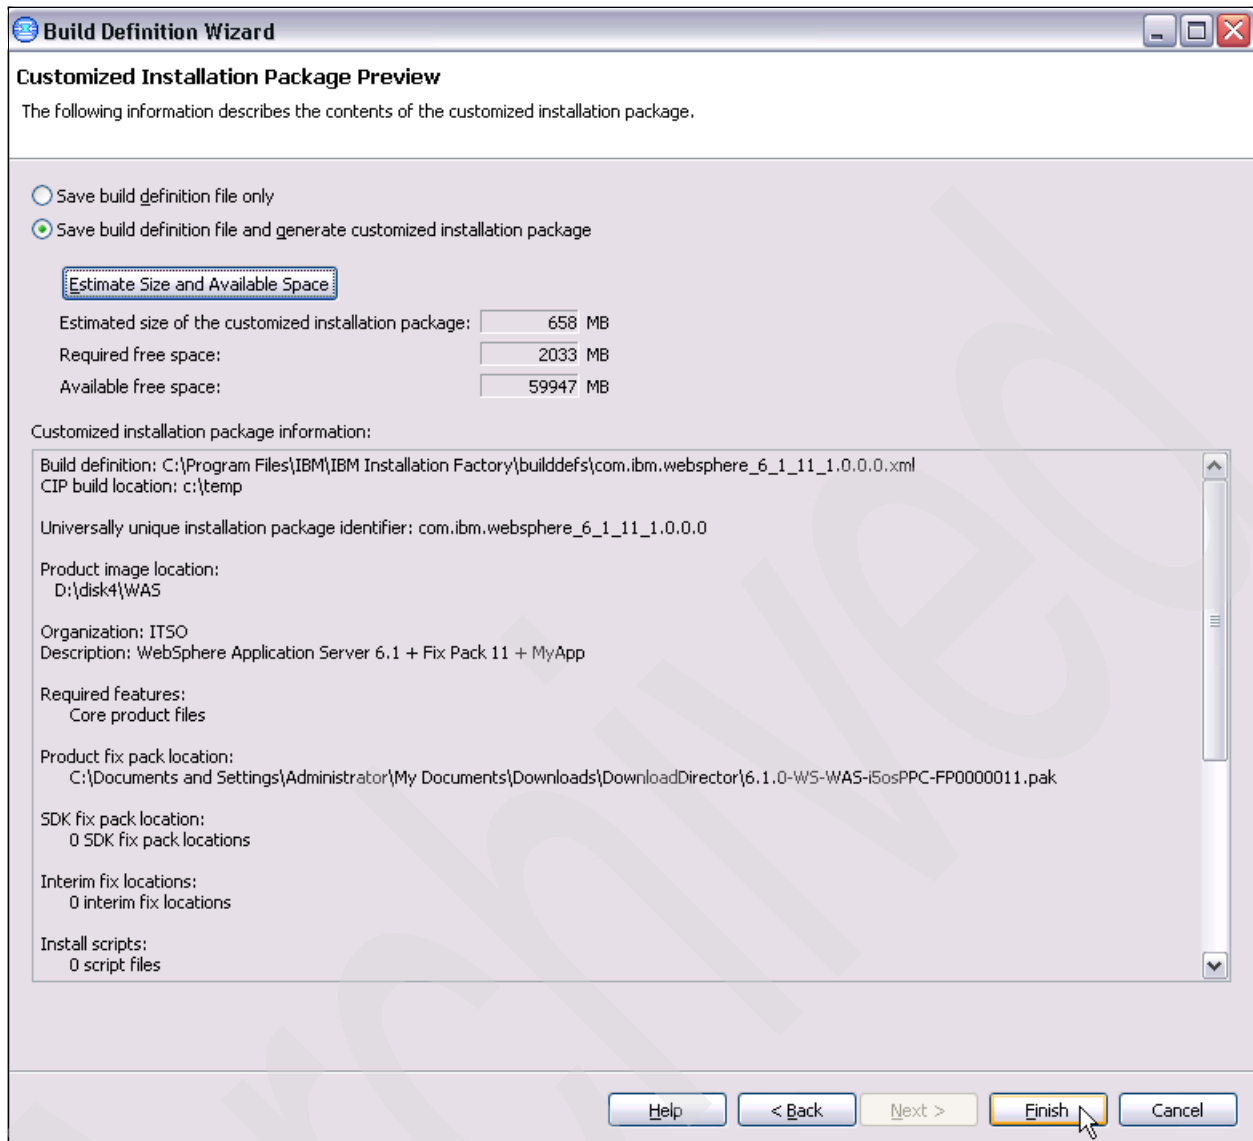 Build Definition Wizard
Customized Installation Package Preview
The following information describes the contents of the customized installation package.
Save build definition file only
Save build definition file and generate customized installation package
Estimate Size and Available Space
Estimated size of the customized installation package: 658 MB
Required free space: 2033 MB
Available free space: 59947 MB
Customized installation package information:
Build definition: C:\Program Files\IBM\IBM Installation Factory\builddefs\com.ibm.websphere_6_1_11_1.0.0.0.xml
CIP build location: c:\temp
Universally unique installation package identifier: com.ibm.websphere_6_1_11_1.0.0.0
Product image location:
D:\disk4\WAS
Organization: ITSO
Description: WebSphere Application Server 6.1 + Fix Pack 11 + MyApp
Required features:
Core product files
Product fix pack location:
C:\Documents and Settings\Administrator\My Documents\Downloads\DownloadDirector\6.1.0-WS-WAS-i5osPPC-FP0000011.pak
SDK fix pack location:
0 SDK fix pack locations
Interim fix locations:
0 interim fix locations
Install scripts:
0 script files
Help < Back Next > Finish Cancel